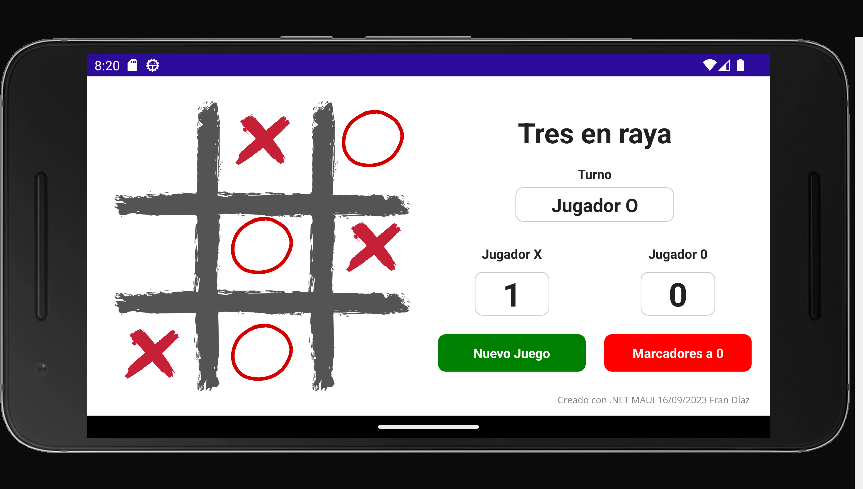 8:20
Tres en raya
Turno
Jugador O
Jugador X
Jugador 0
1
0
Nuevo Juego
Marcadores a 0
Creado con .NET MAUI 16/09/2023 Fran Díaz